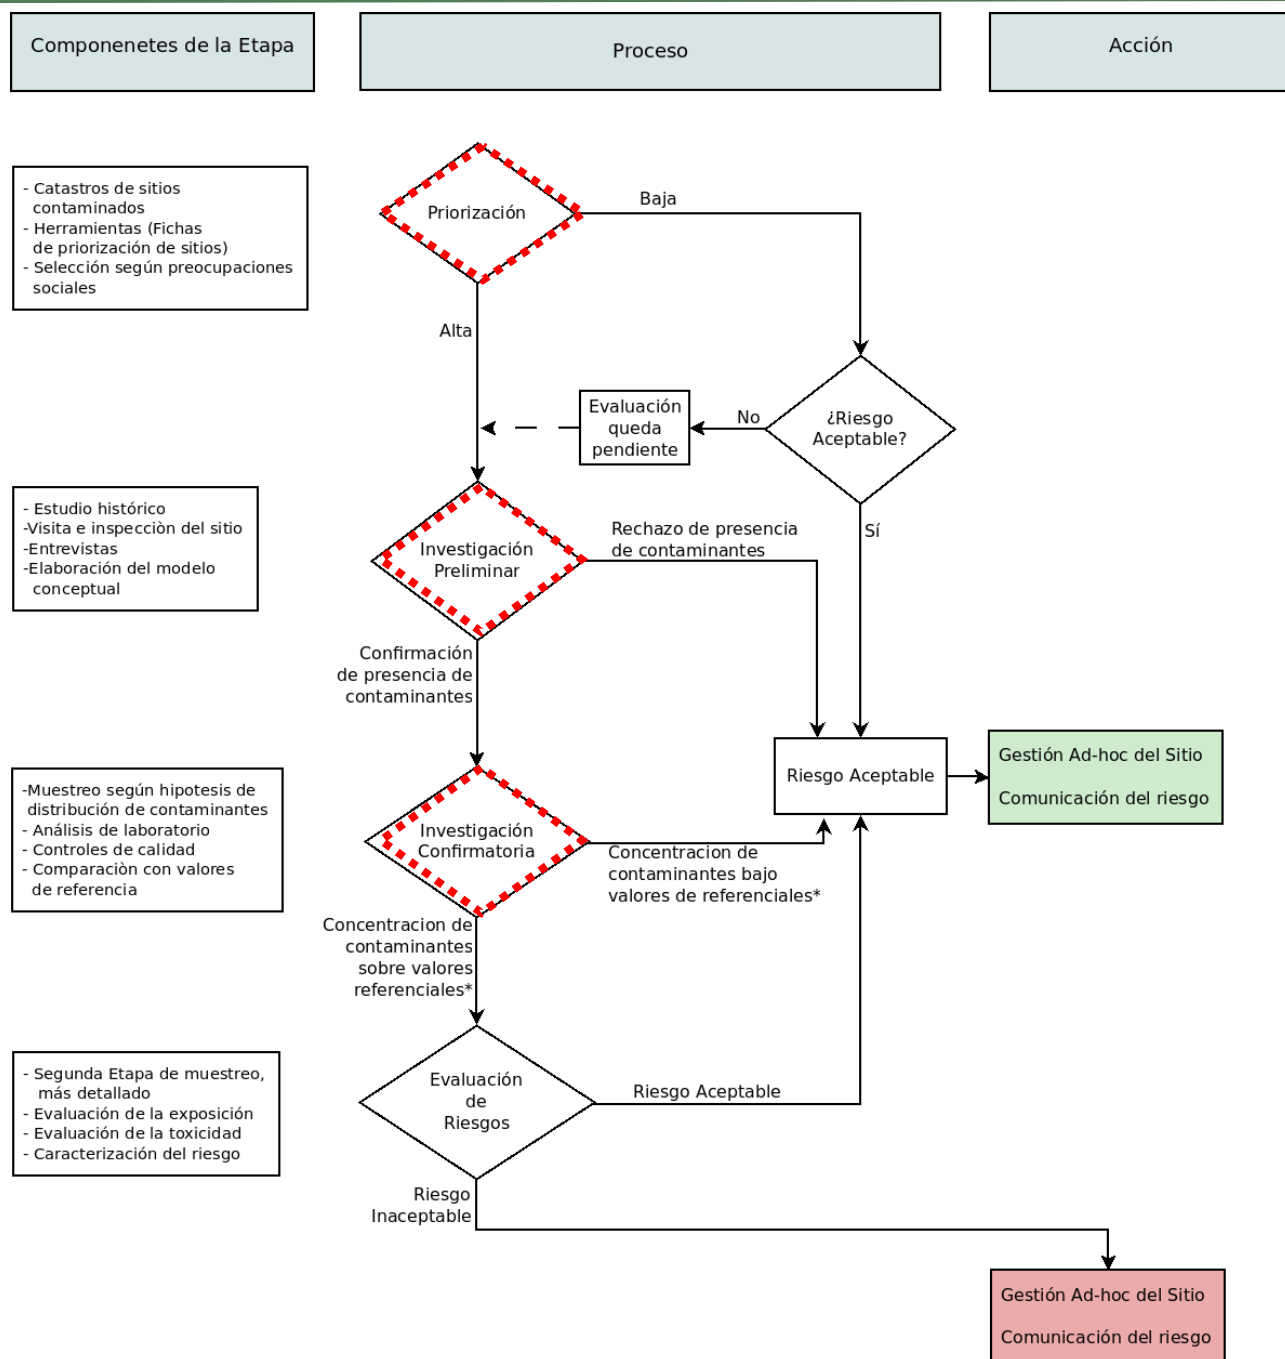 Componenetes de la Etapa
Proceso
Acción
- Catastros de sitios
contaminados
- Herramientas (Fichas
de priorización de sitios)
- Selección según preocupaciones
sociales
Priorización
Baja
Alta
Evaluación
queda
pendiente
No
¿Riesgo
Aceptable?
Sí
- Estudio histórico
-Visita e inspecciòn del sitio
-Entrevistas
-Elaboración del modelo
conceptual
Investigación
Preliminar
Rechazo de presencia
de contaminantes
Confirmación
de presencia de
contaminantes
Riesgo Aceptable
Gestión Ad-hoc del Sitio
Comunicación del riesgo
-Muestreo según hipotesis de
distribución de contaminantes
- Análisis de laboratorio
- Controles de calidad
- Comparaciòn con valores
de referencia
Investigación
Confirmatoria
Concentracion de
contaminantes bajo
valores de referenciales*
Concentracion de
contaminantes
sobre valores
referenciales*
- Segunda Etapa de muestreo,
más detallado
- Evaluación de la exposición
- Evaluación de la toxicidad
- Caracterización del riesgo
Evaluación
de
Riesgos
Riesgo Aceptable
Riesgo
Inaceptable
Gestión Ad-hoc del Sitio
Comunicación del riesgo